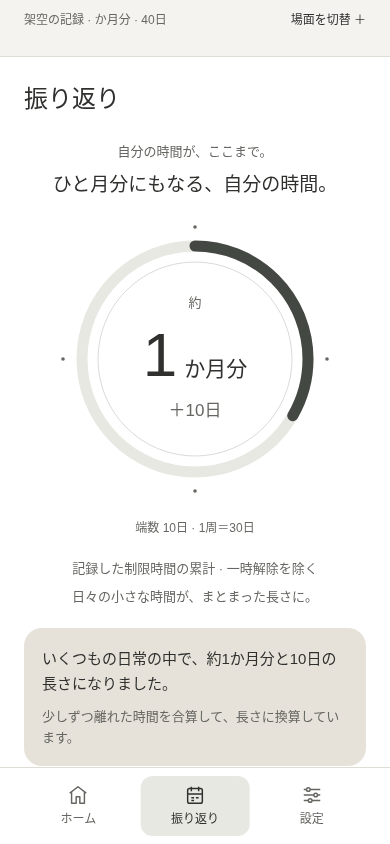 架空の記録 · か月分 · 40日
場面を切替 ＋
振り返り
自分の時間が、ここまで。
ひと月分にもなる、自分の時間。
約
1 か月分
＋10日
端数 10日 · 1周＝30日
記録した制限時間の累計 · 一時解除を除く
日々の小さな時間が、まとまった長さに。
いくつもの日常の中で、約1か月分と10日の
長さになりました。
少しずつ離れた時間を合算して、長さに換算してい
ます。
ホーム
振り返り
設定